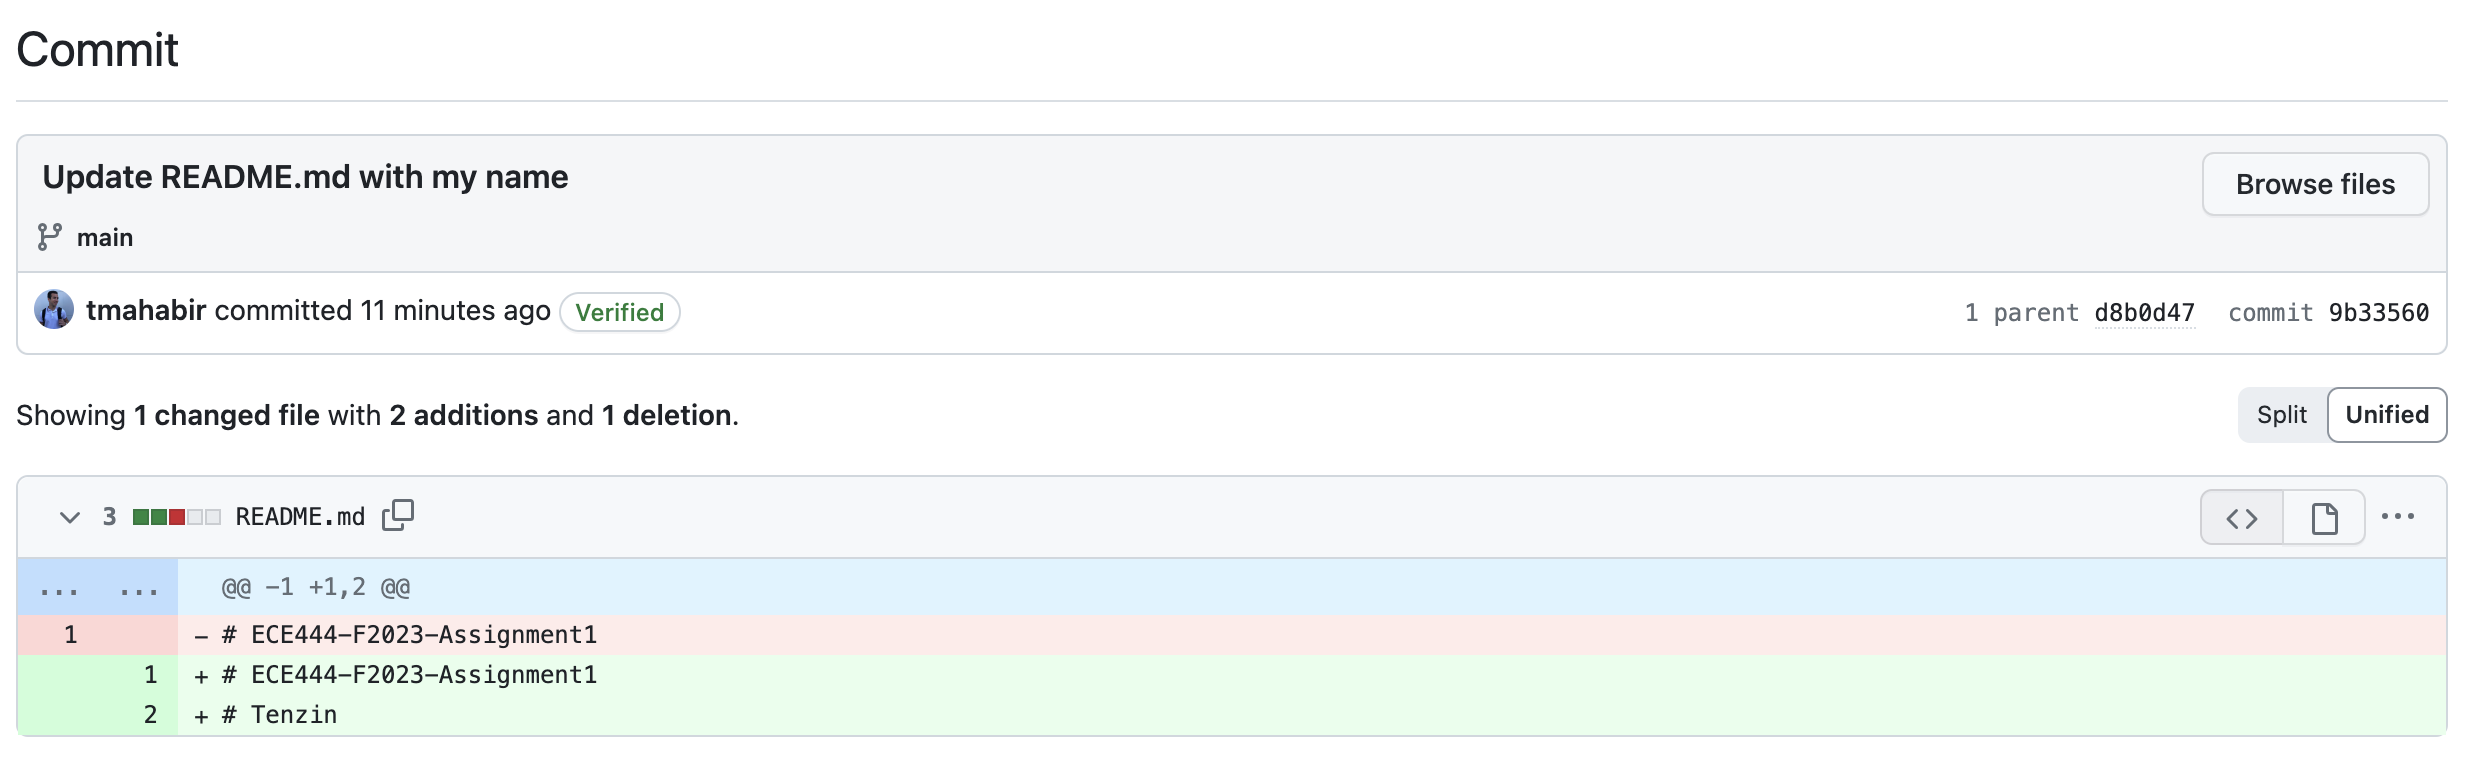 Commit
Update README.md with my name
Browse files
main
tmahabir committed 11 minutes ago Verified
1 parent d8b0d47 commit 9b33560
Showing 1 changed file with 2 additions and 1 deletion.
Split Unified
3 README.md
... ... @@ -1 +1,2 @@
1 - # ECE444-F2023-Assignment1
1 + # ECE444-F2023-Assignment1
2 + # Tenzin